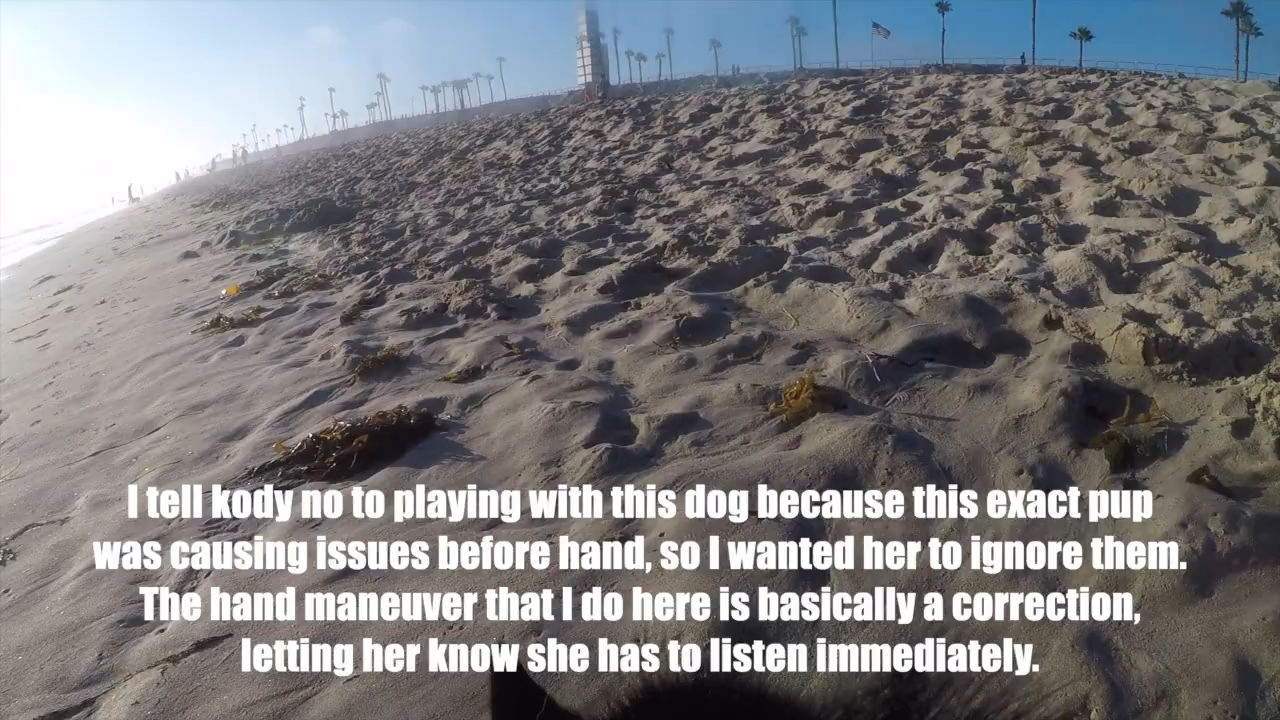 I tell kody no to playing with this dog because this exact pup
was causing issues before hand, so I wanted her to ignore them.
The hand maneuver that I do here is basically a correction,
letting her know she has to listen immediately.